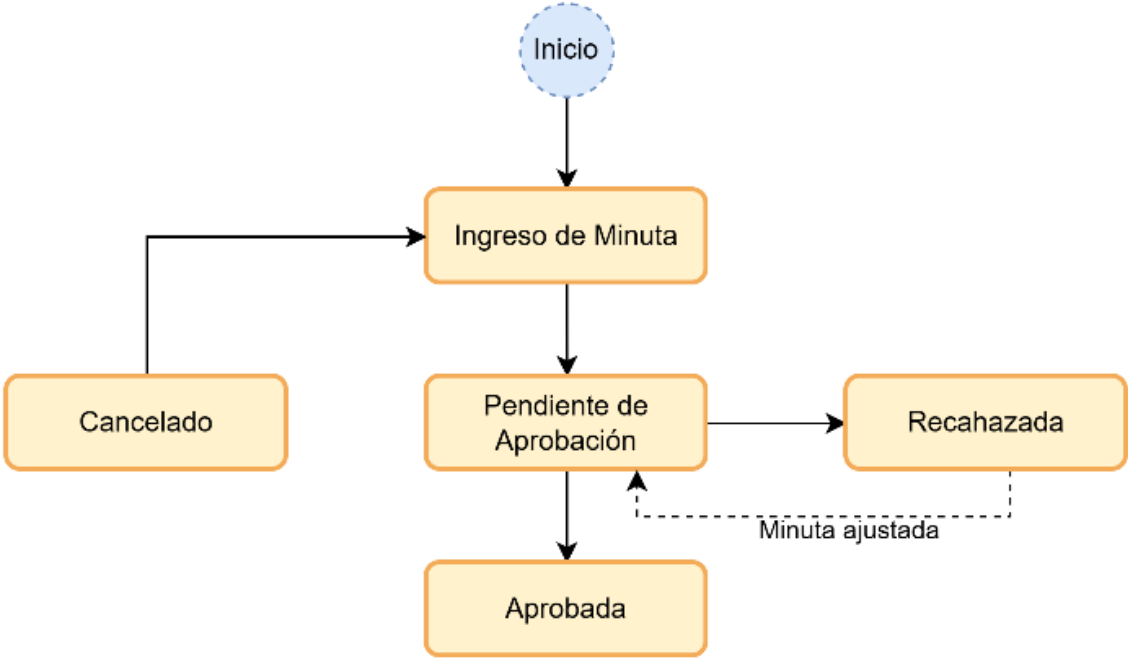 Inicio
Ingreso de Minuta
Cancelado
Pendiente de
Aprobación
Recahazada
Minuta ajustada
Aprobada